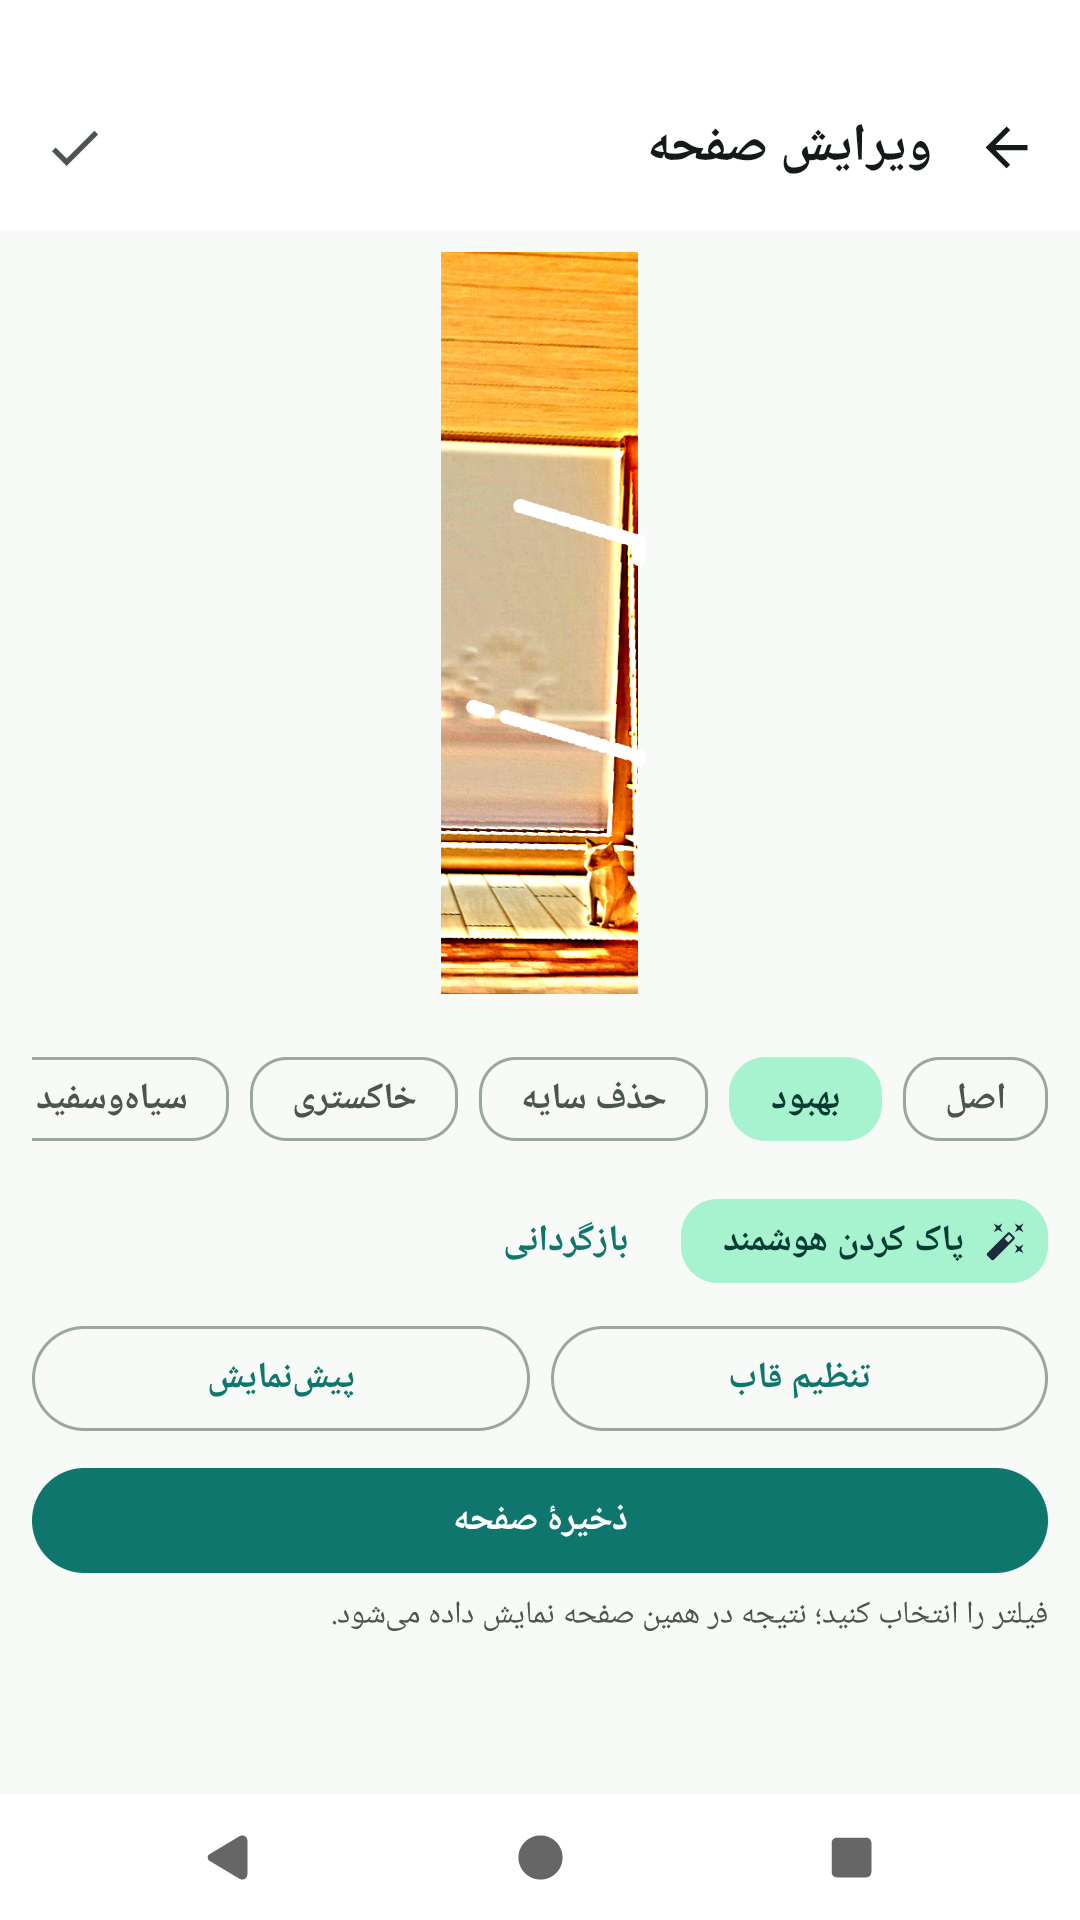 ویرایش صفحه
اصل
بهبود
حذف سایه
خاکستری
سیاه‌وسفید
پاک کردن هوشمند
بازگردانی
تنظیم قاب
پیش‌نمایش
ذخیرهٔ صفحه
فیلتر را انتخاب کنید؛ نتیجه در همین صفحه نمایش داده می‌شود.